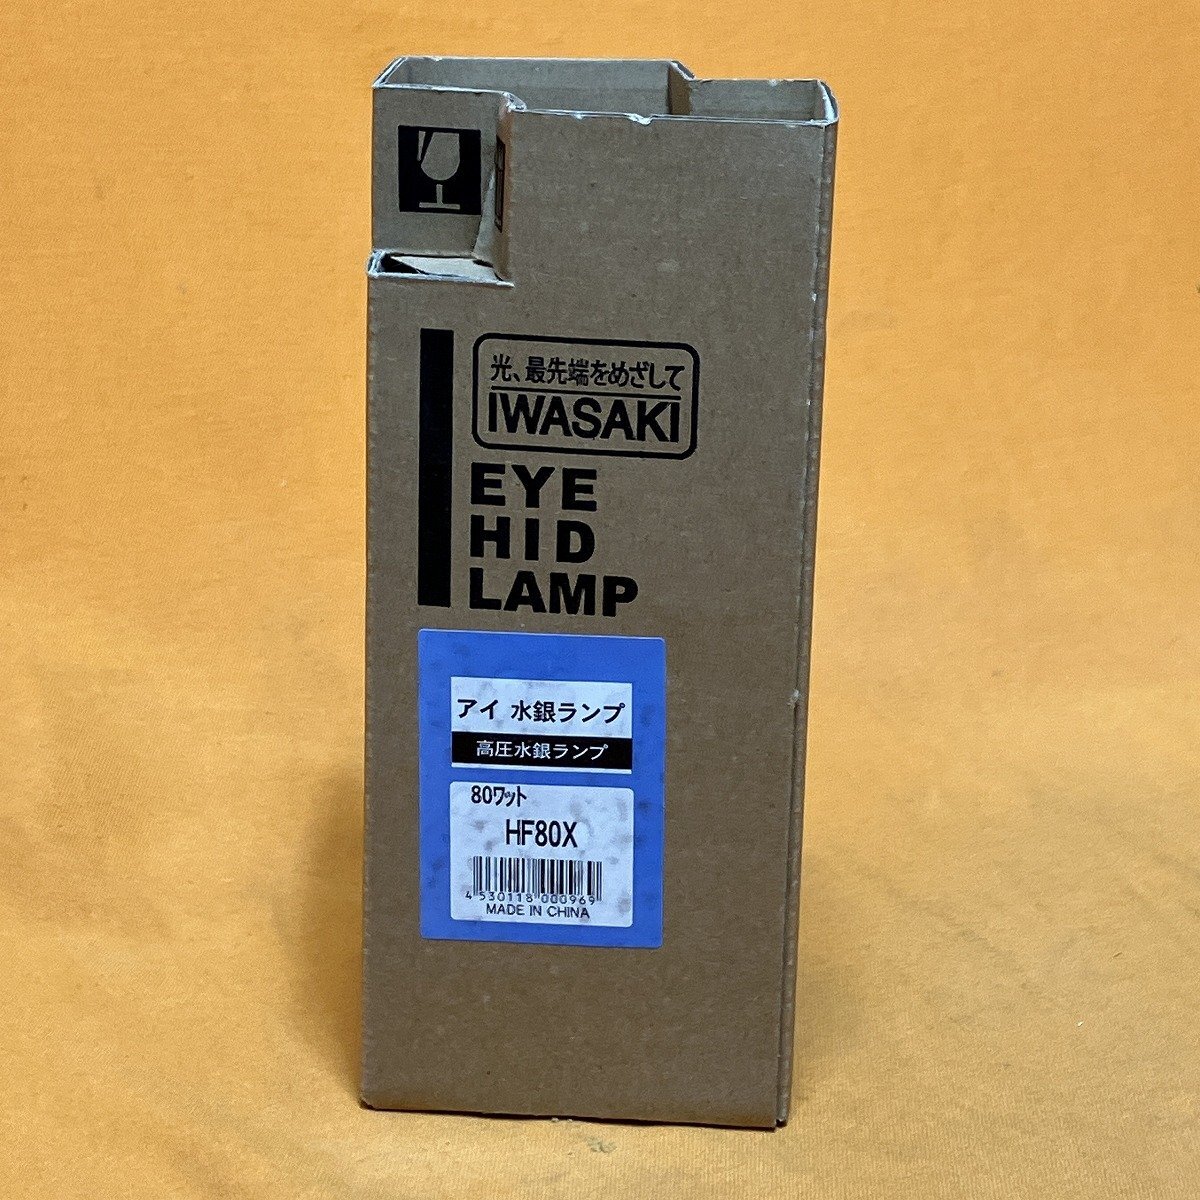 光、最先端をめざして
IWASAKI
EYE
HID
LAMP
アイ 水銀ランプ
高圧水銀ランプ
80ワット
HF80X
4 530118 000969
MADE IN CHINA